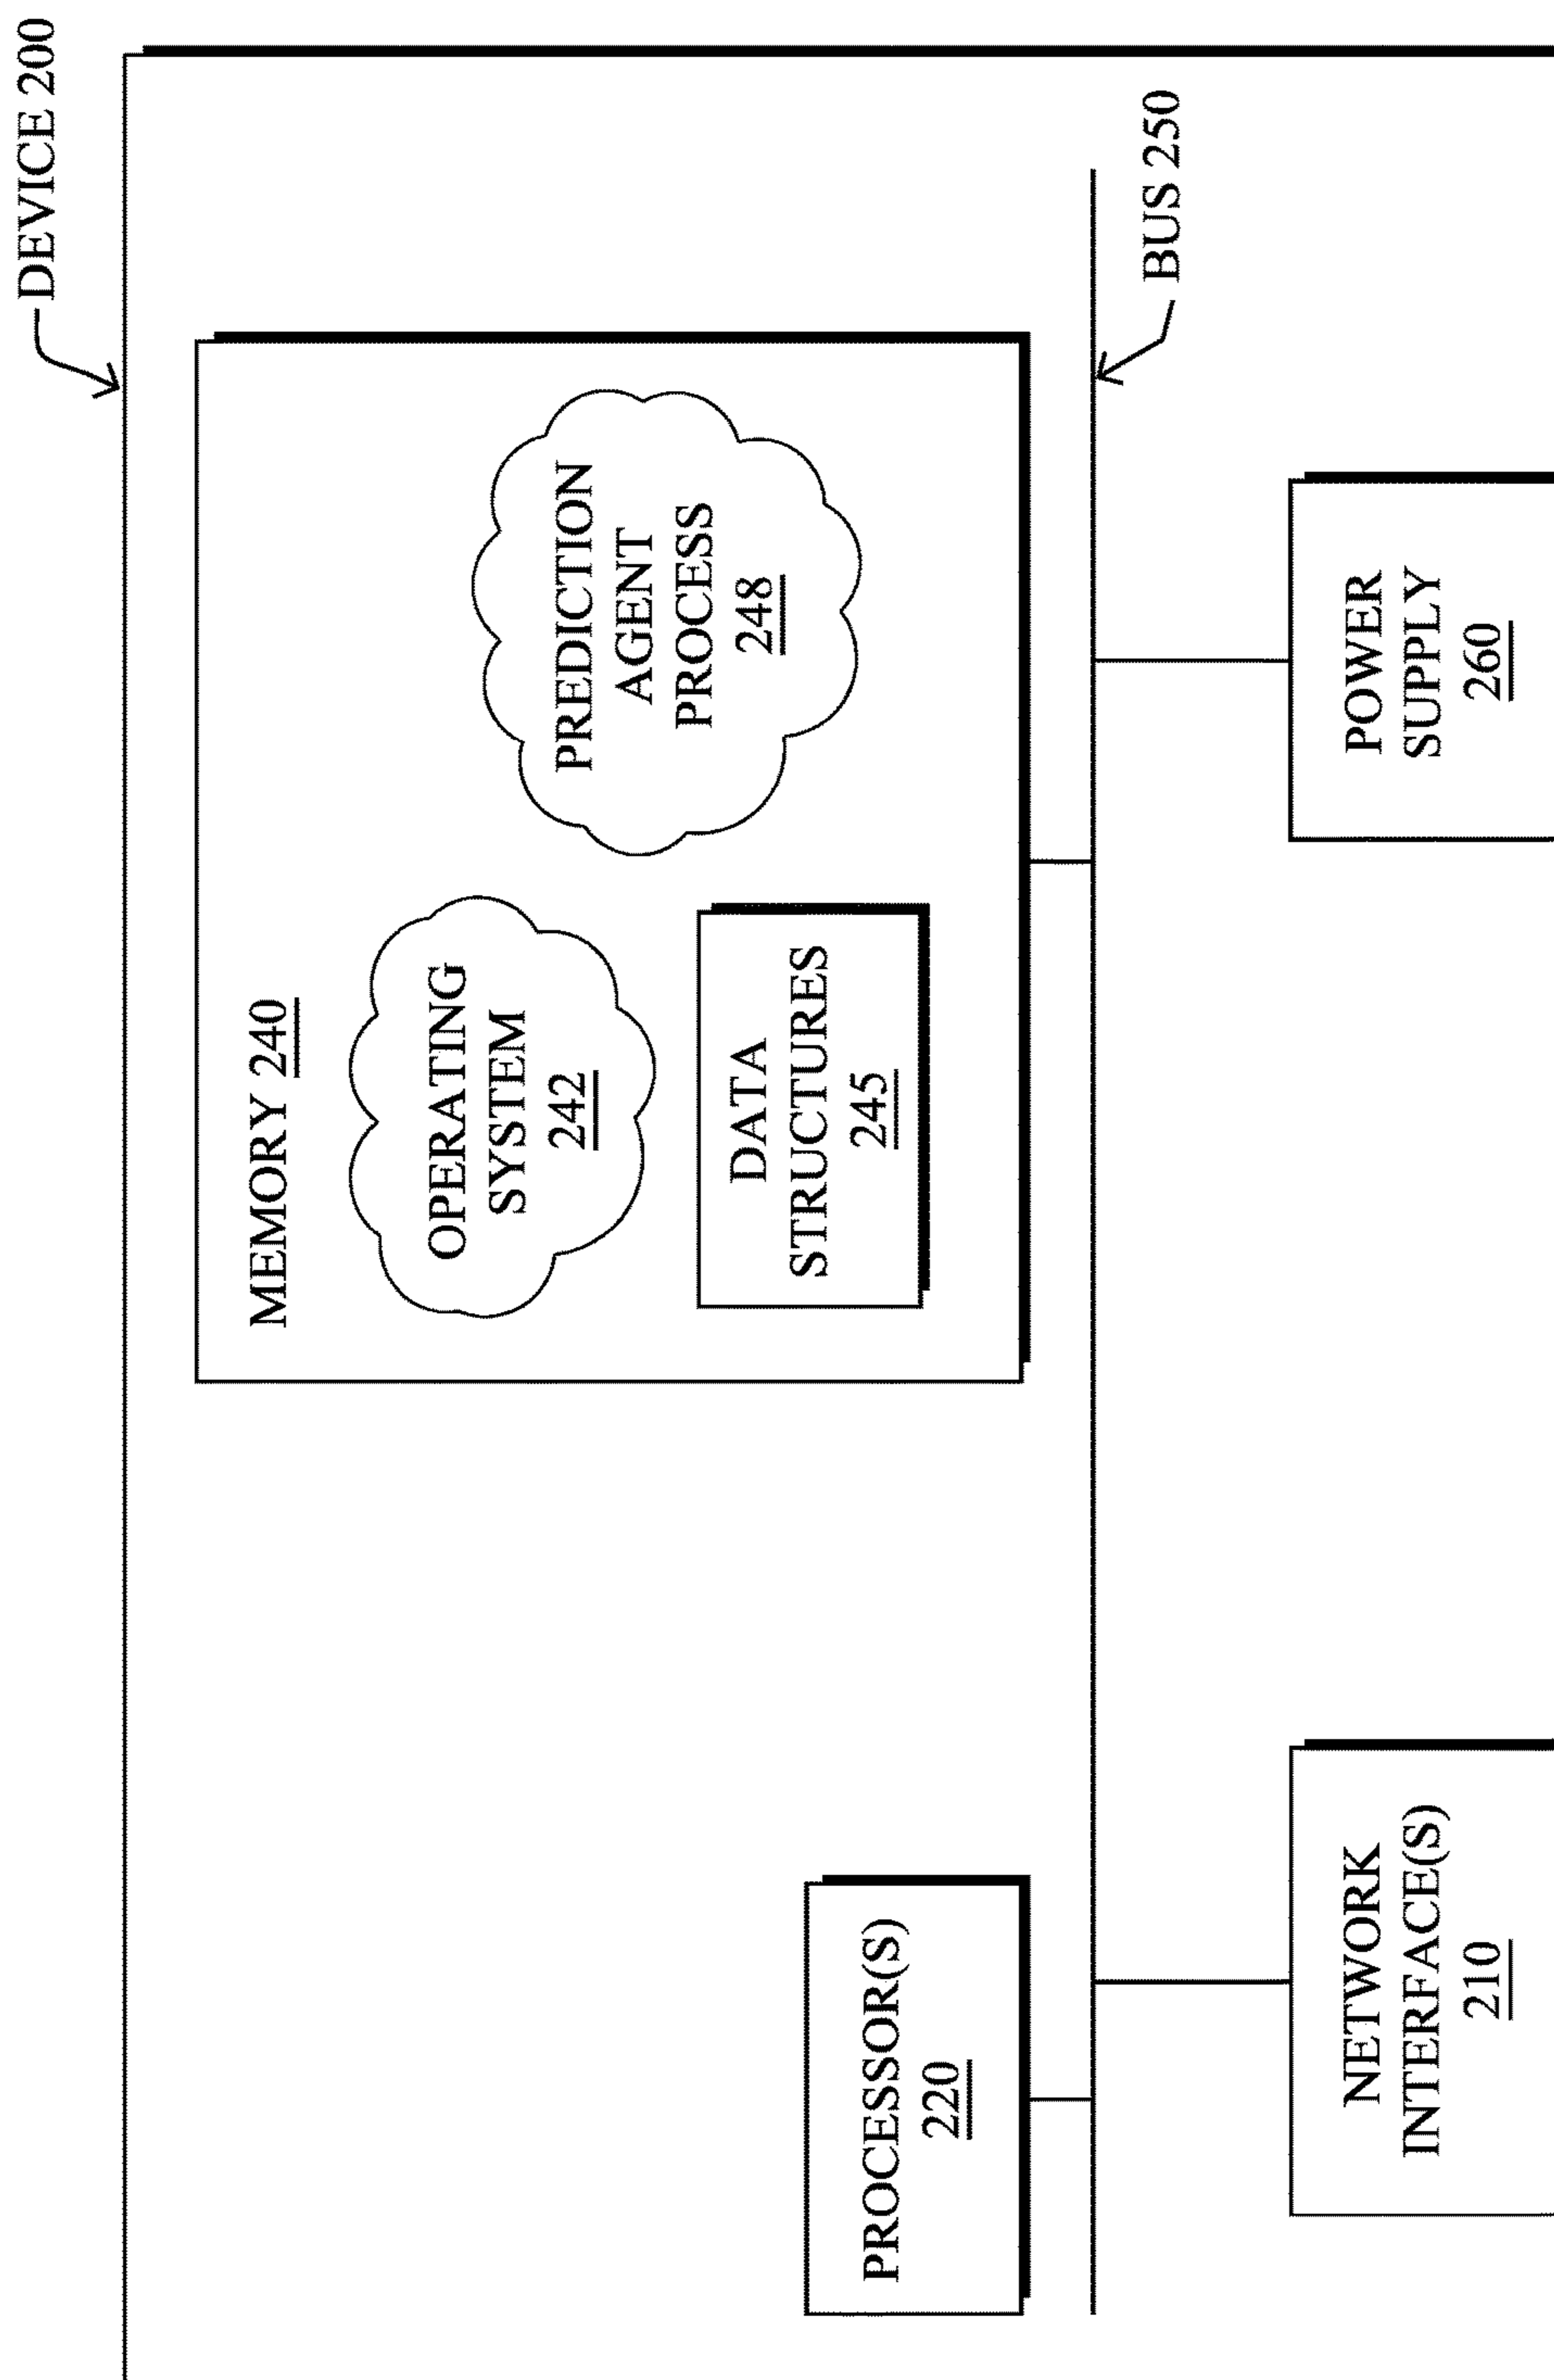 DEVICE 200
MEMORY 240
OPERATING
SYSTEM
242
PREDICTION
AGENT
PROCESS
248
DATA
STRUCTURES
245
PROCESSOR(S)
220
BUS 250
NETWORK
INTERFACE(S)
210
POWER
SUPPLY
260